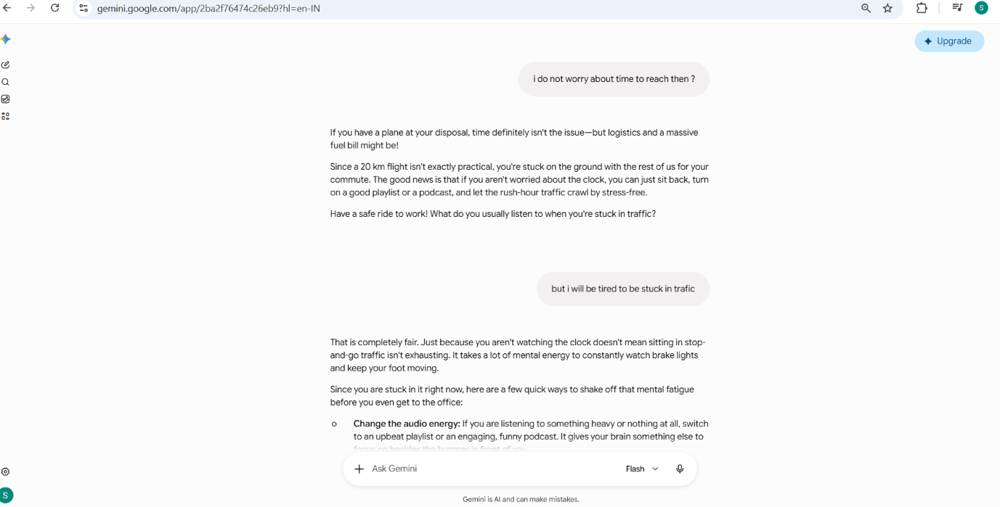 gemini.google.com/app/2ba2f76474c26eb9?hl=en-IN
S
Upgrade
i do not worry about time to reach then ?
If you have a plane at your disposal, time definitely isn't the issue—but logistics and a massive
fuel bill might be!
Since a 20 km flight isn't exactly practical, you're stuck on the ground with the rest of us for your
commute. The good news is that if you aren't worried about the clock, you can just sit back, turn
on a good playlist or a podcast, and let the rush-hour traffic crawl by stress-free.
Have a safe ride to work! What do you usually listen to when you're stuck in traffic?
but i will be tired to be stuck in trafic
That is completely fair. Just because you aren't watching the clock doesn't mean sitting in stop-
and-go traffic isn't exhausting. It takes a lot of mental energy to constantly watch brake lights
and keep your foot moving.
Since you are stuck in it right now, here are a few quick ways to shake off that mental fatigue
before you even get to the office:
Change the audio energy: If you are listening to something heavy or nothing at all, switch
to an upbeat playlist or an engaging, funny podcast. It gives your brain something else to
focus on besides the bumper in front of you.
Ask Gemini
Flash
S
Gemini is AI and can make mistakes.